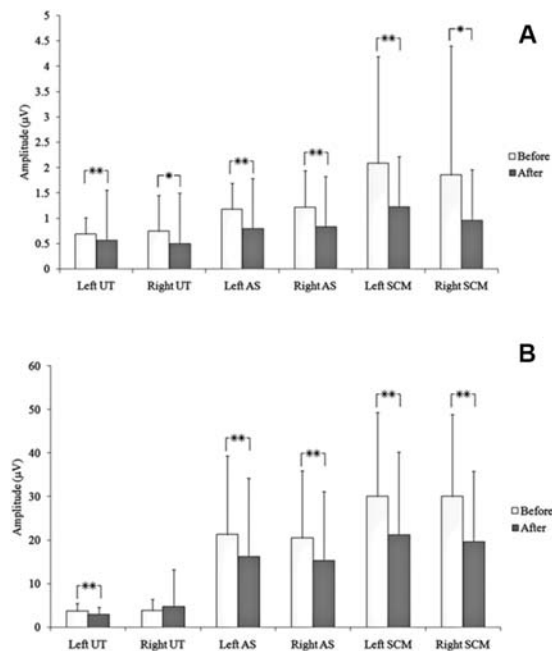 A
Amplitude (µV)
5
4.5
4
3.5
3
2.5
2
1.5
1
0.5
0
** * ** ** ** *
Before
After
Left UT Right UT Left AS Right AS Left SCM Right SCM
B
Amplitude (µV)
60
50
40
30
20
10
0
** ** ** ** **
Before
After
Left UT Right UT Left AS Right AS Left SCM Right SCM